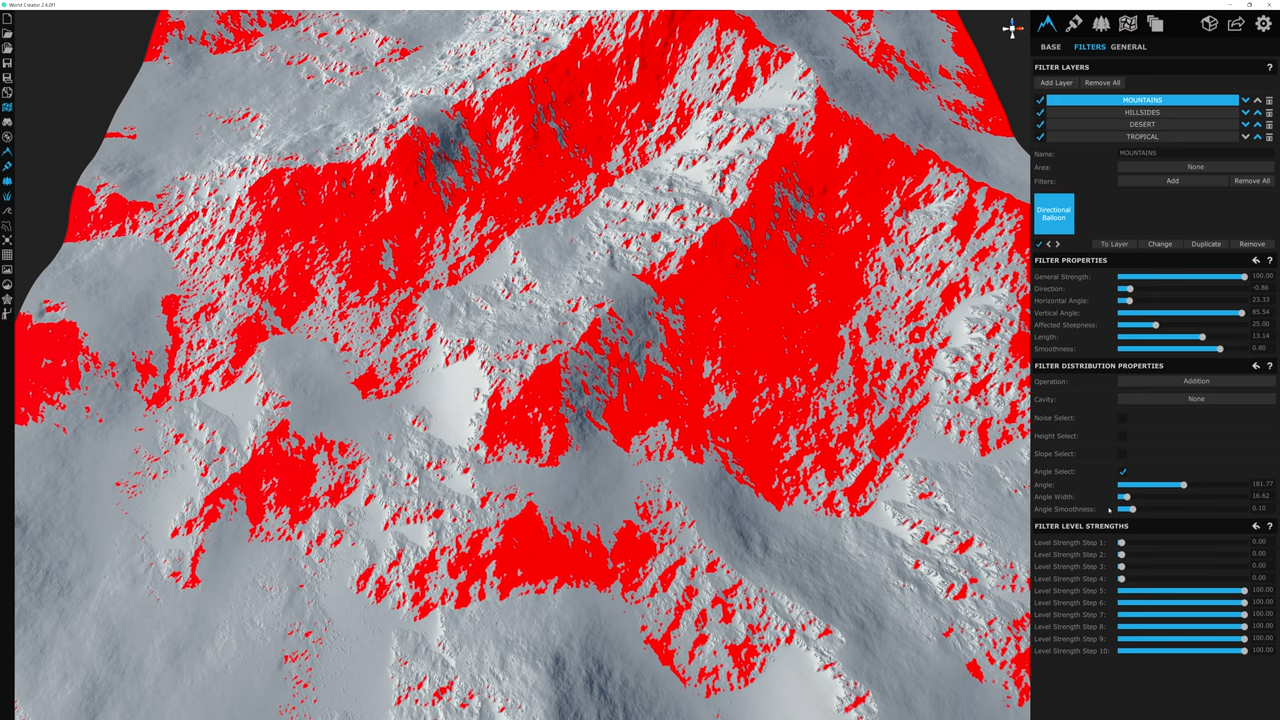 World Creator 2.4.0f1
BASE FILTERS GENERAL
FILTER LAYERS ?
Add Layer Remove All
MOUNTAINS
HILLSIDES
DESERT
TROPICAL
Name: MOUNTAINS
Area: None
Filters: Add Remove All
Directional
Balloon
To Layer Change Duplicate Remove
FILTER PROPERTIES ?
General Strength: 100.00
Direction: -0.86
Horizontal Angle: 23.33
Vertical Angle: 85.54
Affected Steepness: 25.00
Length: 13.14
Smoothness: 0.80
FILTER DISTRIBUTION PROPERTIES ?
Operation: Addition
Cavity: None
Noise Select:
Height Select:
Slope Select:
Angle Select:
Angle: 181.77
Angle Width: 16.62
Angle Smoothness: 0.10
FILTER LEVEL STRENGTHS ?
Level Strength Step 1: 0.00
Level Strength Step 2: 0.00
Level Strength Step 3: 0.00
Level Strength Step 4: 0.00
Level Strength Step 5: 100.00
Level Strength Step 6: 100.00
Level Strength Step 7: 100.00
Level Strength Step 8: 100.00
Level Strength Step 9: 100.00
Level Strength Step 10: 100.00